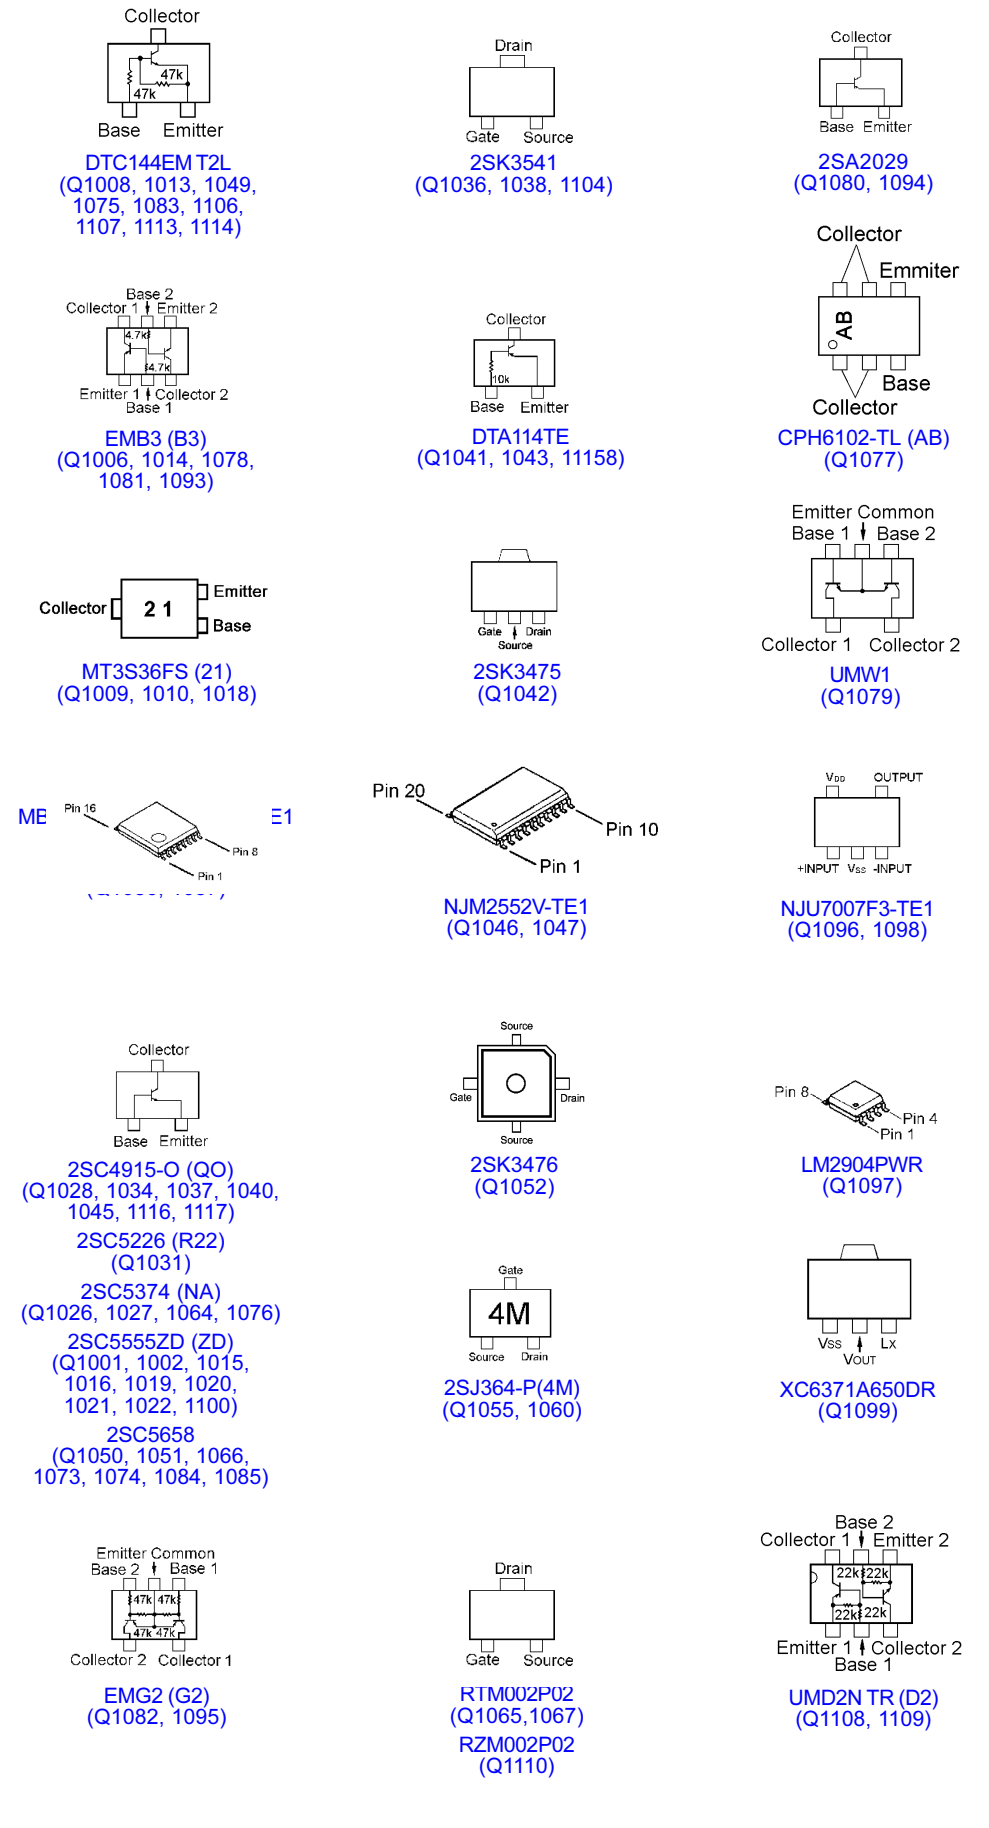 Collector
47k
47k
Base Emitter
DTC144EM T2L
(Q1008, 1013, 1049,
1075, 1083, 1106,
1107, 1113, 1114)
Drain
Gate Source
2SK3541
(Q1036, 1038, 1104)
Collector
Base Emitter
2SA2029
(Q1080, 1094)
Base 2
Collector 1 Emitter 2
4.7k
4.7k
Emitter 1 Collector 2
Base 1
EMB3 (B3)
(Q1006, 1014, 1078,
1081, 1093)
Collector
10k
Base Emitter
DTA114TE
(Q1041, 1043, 11158)
Collector
Emmiter
AB
Base
Collector
CPH6102-TL (AB)
(Q1077)
Collector
2 1
Emitter
Base
MT3S36FS (21)
(Q1009, 1010, 1018)
Gate Drain
Source
2SK3475
(Q1042)
Emitter Common
Base 1 Base 2
Collector 1 Collector 2
UMW1
(Q1079)
MB E1
Pin 16
Pin 8
Pin 1
Pin 20
Pin 10
Pin 1
NJM2552V-TE1
(Q1046, 1047)
VDD OUTPUT
+INPUT VSS -INPUT
NJU7007F3-TE1
(Q1096, 1098)
Collector
Base Emitter
2SC4915-O (QO)
(Q1028, 1034, 1037, 1040,
1045, 1116, 1117)
2SC5226 (R22)
(Q1031)
2SC5374 (NA)
(Q1026, 1027, 1064, 1076)
2SC5555ZD (ZD)
(Q1001, 1002, 1015,
1016, 1019, 1020,
1021, 1022, 1100)
2SC5658
(Q1050, 1051, 1066,
1073, 1074, 1084, 1085)
Source
Gate Drain
Source
2SK3476
(Q1052)
Pin 8
Pin 4
Pin 1
LM2904PWR
(Q1097)
Gate
4M
Source Drain
2SJ364-P(4M)
(Q1055, 1060)
VSS LX
VOUT
XC6371A650DR
(Q1099)
Emitter Common
Base 2 Base 1
47k 47k
47k 47k
Collector 2 Collector 1
EMG2 (G2)
(Q1082, 1095)
Drain
Gate Source
RTM002P02
(Q1065,1067)
RZM002P02
(Q1110)
Base 2
Collector 1 Emitter 2
22k 22k
22k 22k
Emitter 1 Collector 2
Base 1
UMD2N TR (D2)
(Q1108, 1109)